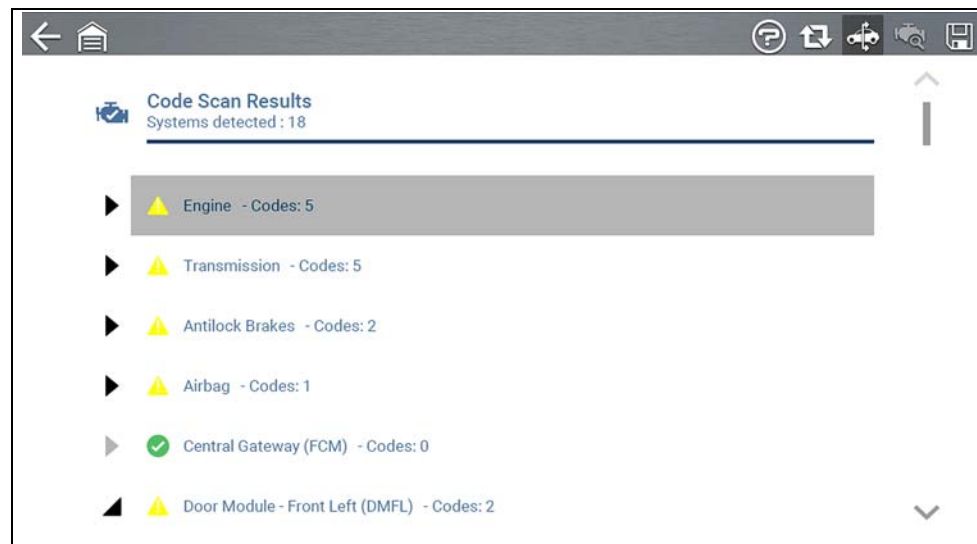 Code Scan Results
Systems detected : 18
Engine - Codes: 5
Transmission - Codes: 5
Antilock Brakes - Codes: 2
Airbag - Codes: 1
Central Gateway (FCM) - Codes: 0
Door Module - Front Left (DMFL) - Codes: 2